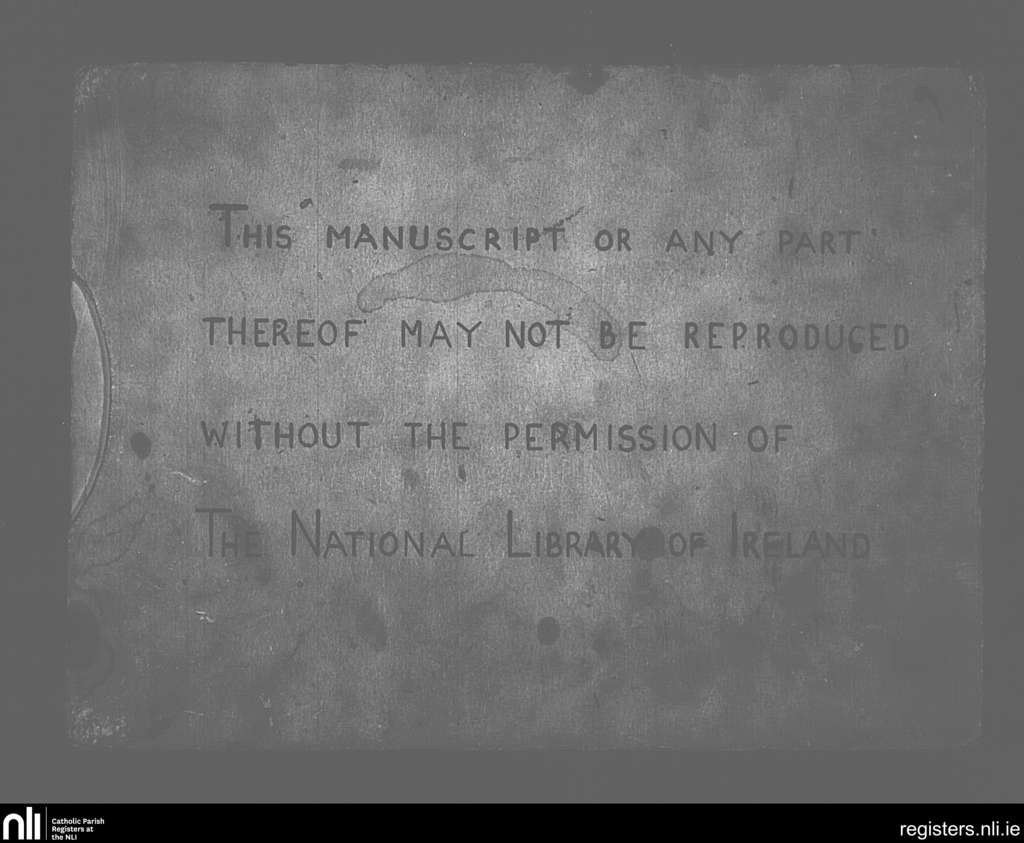 THIS MANUSCRIPT OR ANY PART
THEREOF MAY NOT BE REPRODUCED
WITHOUT THE PERMISSION OF
THE NATIONAL LIBRARY OF IRELAND
nli
Catholic Parish
Registers at
the NLI
registers.nli.ie